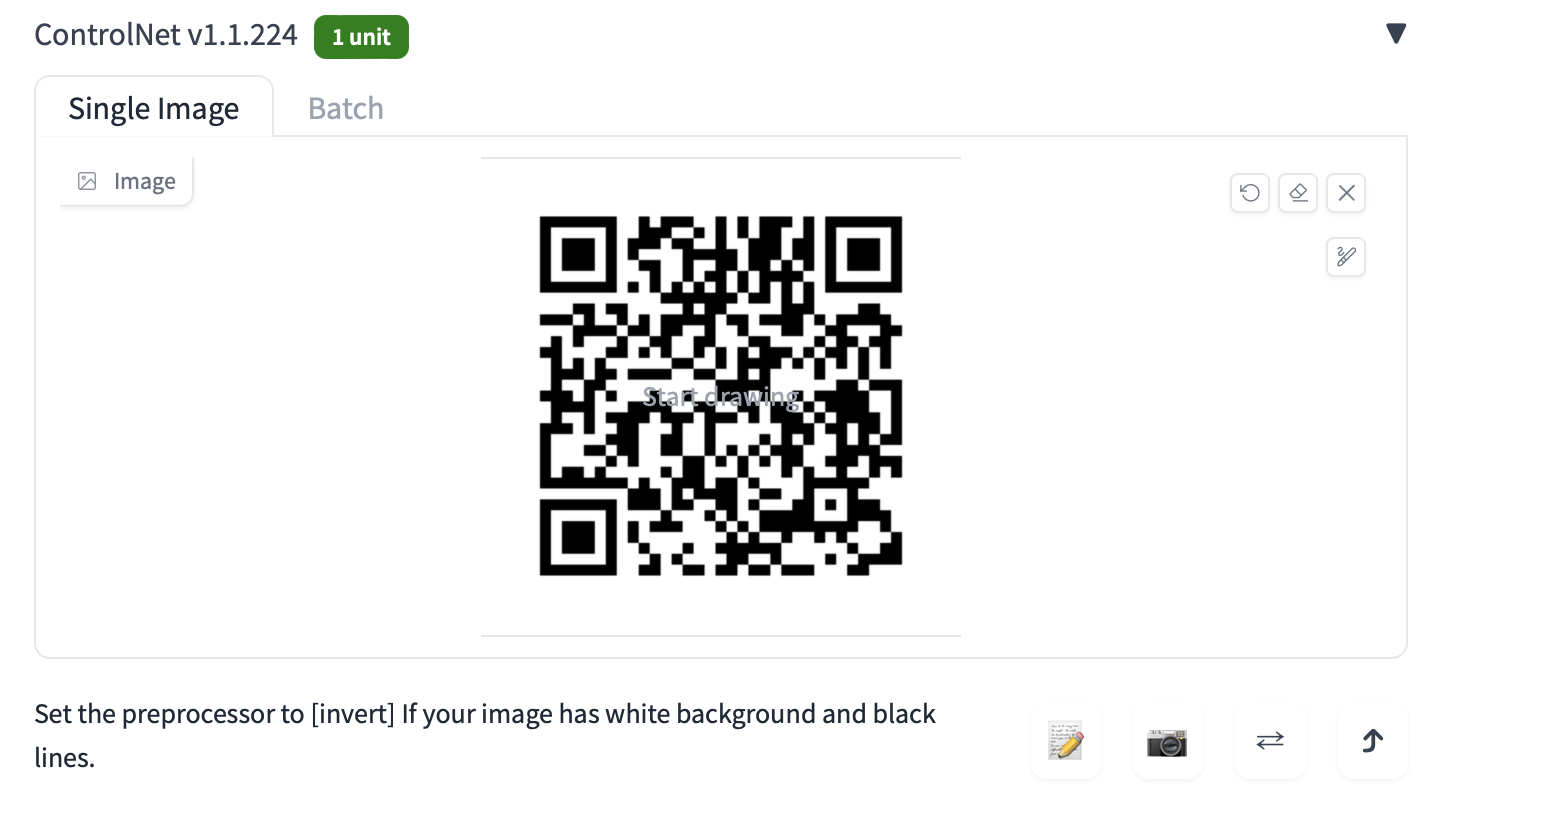 ControlNet v1.1.224 1 unit
Single Image Batch
Image
Start drawing
Set the preprocessor to [invert] If your image has white background and black
lines.